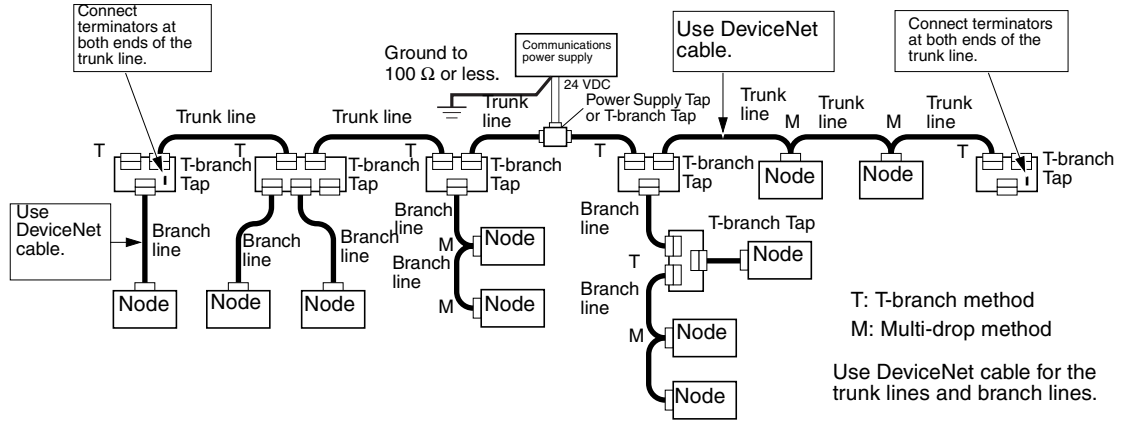 Connect
terminators at
both ends of the
trunk line.
Ground to
100 Ω or less.
Communications
power supply
24 VDC
Use DeviceNet
cable.
Connect terminators
at both ends of the
trunk line.
Trunk line
Trunk line
Trunk
line
Power Supply Tap
or T-branch Tap
Trunk
line
Trunk
line
Trunk
line
M
M
T
T
T
T
T
T-branch
Tap
T-branch
Tap
T-branch
Tap
T-branch
Tap
T-branch
Tap
Node
Node
Use
DeviceNet
cable.
Branch
line
Branch
line
Branch
line
Branch
line
M
Branch
line
M
Node
Node
Node
Node
Node
Branch
line
T-branch Tap
T
Node
Branch
line
M
Node
Node
T: T-branch method
M: Multi-drop method
Use DeviceNet cable for the
trunk lines and branch lines.